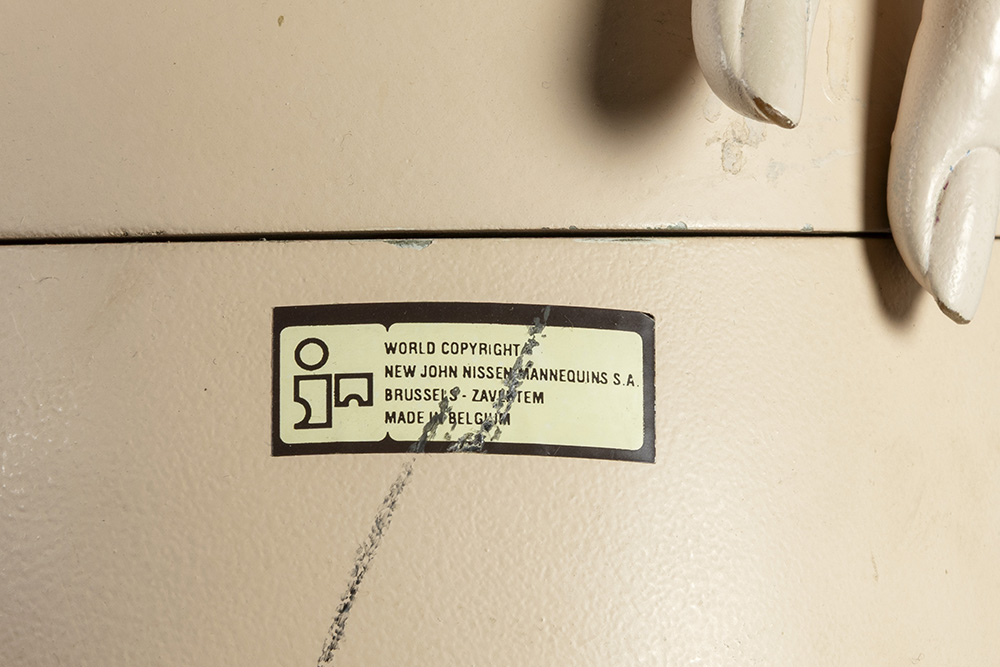 WORLD COPYRIGHT
NEW JOHN NISSEN MANNEQUINS S.A.
BRUSSELS - ZAVENTEM
MADE IN BELGIUM